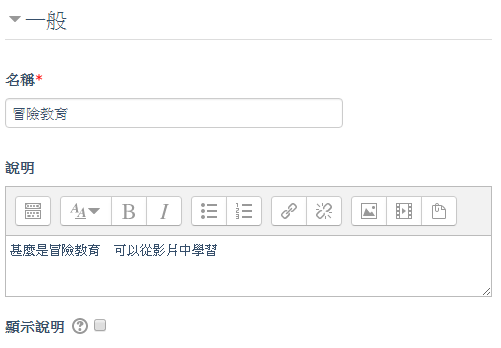 一般
名稱*
冒險教育
說明
甚麼是冒險教育　可以從影片中學習
顯示說明